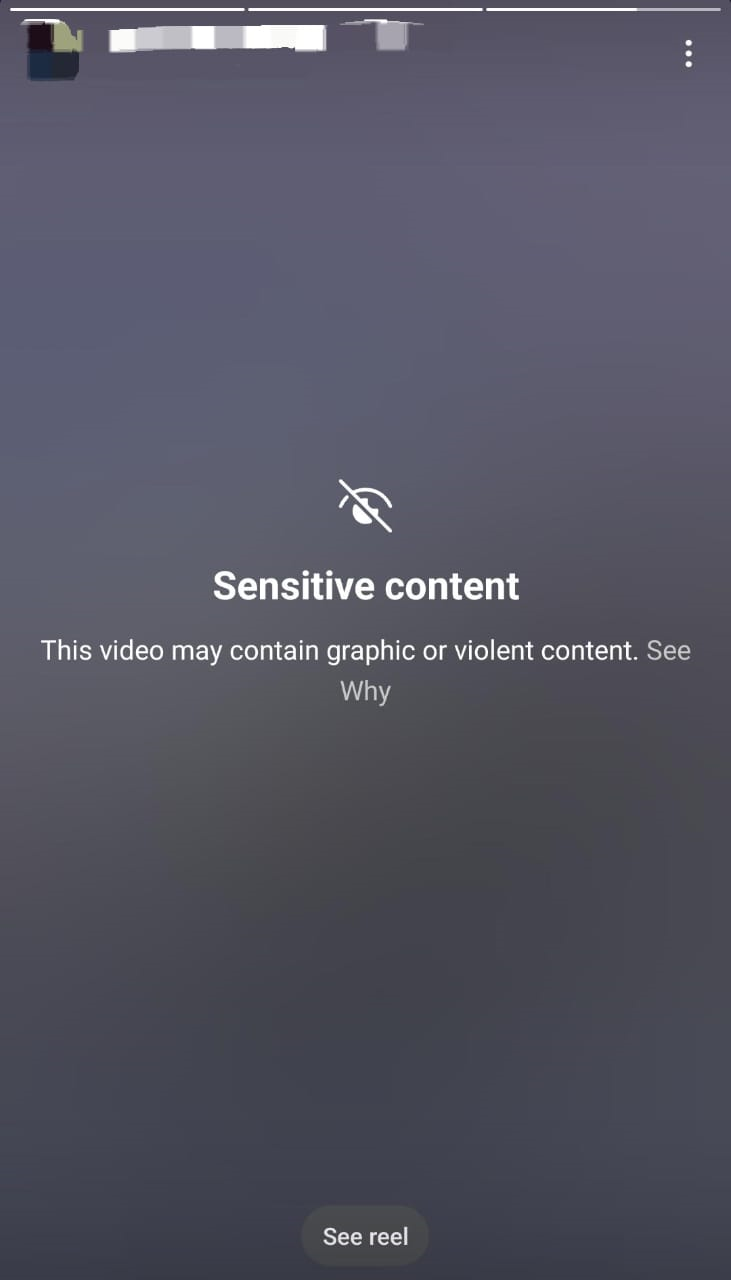 Sensitive content
This video may contain graphic or violent content. See
Why
See reel